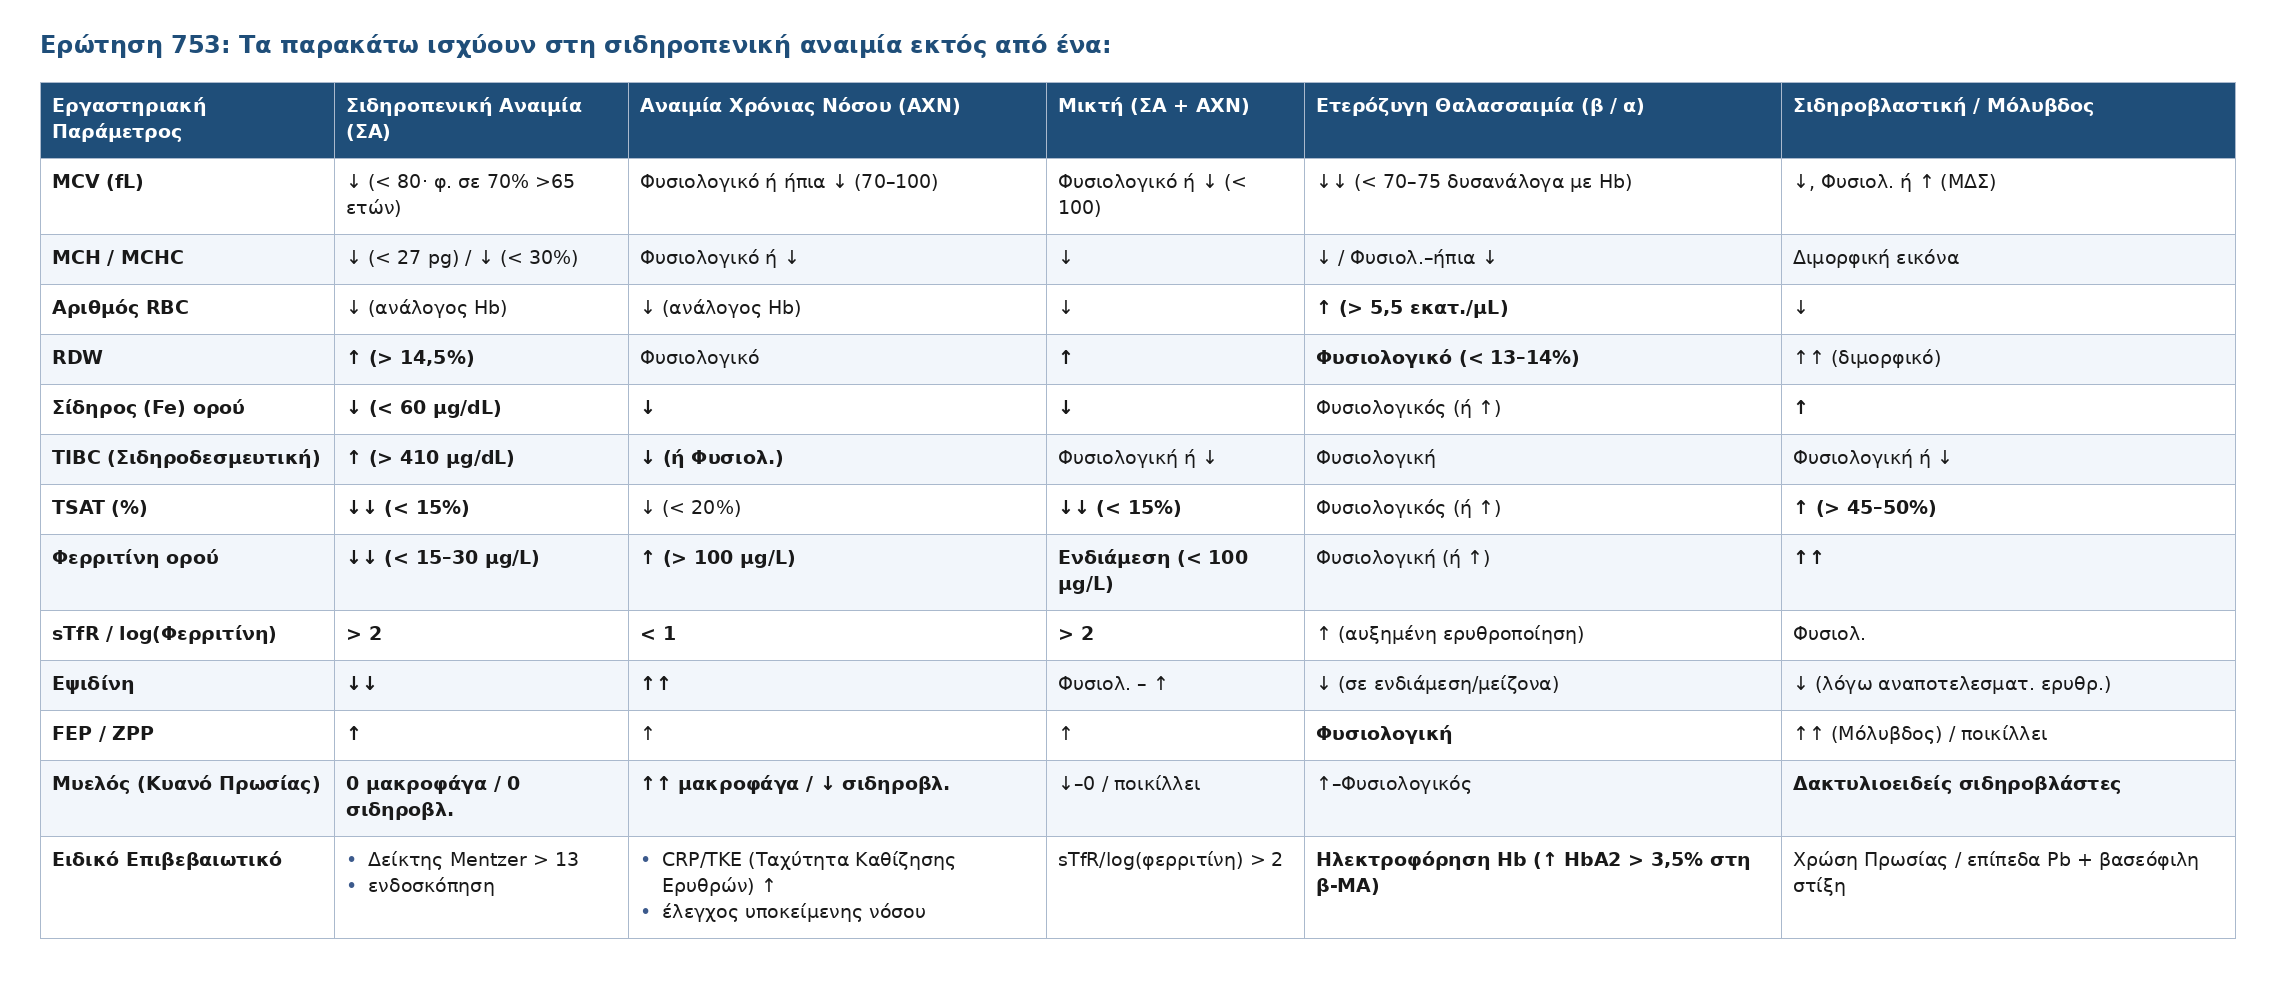 Ερώτηση 753: Τα παρακάτω ισχύουν στη σιδηροπενική αναιμία εκτός από ένα:
Εργαστηριακή Παράμετρος | Σιδηροπενική Αναιμία (ΣΑ) | Αναιμία Χρόνιας Νόσου (ΑΧΝ) | Μικτή (ΣΑ + ΑΧΝ) | Ετερόζυγη Θαλασσαιμία (β / α) | Σιδηροβλαστική / Μόλυβδος
MCV (fL) | ↓ (< 80· φ. σε 70% >65 ετών) | Φυσιολογικό ή ήπια ↓ (70–100) | Φυσιολογικό ή ↓ (< 100) | ↓↓ (< 70–75 δυσανάλογα με Hb) | ↓, Φυσιολ. ή ↑ (ΜΔΣ)
MCH / MCHC | ↓ (< 27 pg) / ↓ (< 30%) | Φυσιολογικό ή ↓ | ↓ | ↓ / Φυσιολ.–ήπια ↓ | Διμορφική εικόνα
Αριθμός RBC | ↓ (ανάλογος Hb) | ↓ (ανάλογος Hb) | ↓ | ↑ (> 5,5 εκατ./μL) | ↓
RDW | ↑ (> 14,5%) | Φυσιολογικό | ↑ | Φυσιολογικό (< 13–14%) | ↑↑ (διμορφικό)
Σίδηρος (Fe) ορού | ↓ (< 60 μg/dL) | ↓ | ↓ | Φυσιολογικός (ή ↑) | ↑
TIBC (Σιδηροδεσμευτική) | ↑ (> 410 μg/dL) | ↓ (ή Φυσιολ.) | Φυσιολογική ή ↓ | Φυσιολογική | Φυσιολογική ή ↓
TSAT (%) | ↓↓ (< 15%) | ↓ (< 20%) | ↓↓ (< 15%) | Φυσιολογικός (ή ↑) | ↑ (> 45–50%)
Φερριτίνη ορού | ↓↓ (< 15–30 μg/L) | ↑ (> 100 μg/L) | Ενδιάμεση (< 100 μg/L) | Φυσιολογική (ή ↑) | ↑↑
sTfR / log(Φερριτίνη) | > 2 | < 1 | > 2 | ↑ (αυξημένη ερυθροποίηση) | Φυσιολ.
Εψιδίνη | ↓↓ | ↑↑ | Φυσιολ. – ↑ | ↓ (σε ενδιάμεση/μείζονα) | ↓ (λόγω αναποτελεσματ. ερυθρ.)
FEP / ZPP | ↑ | ↑ | ↑ | Φυσιολογική | ↑↑ (Μόλυβδος) / ποικίλλει
Μυελός (Κυανό Πρωσίας) | 0 μακροφάγα / 0 σιδηροβλ. | ↑↑ μακροφάγα / ↓ σιδηροβλ. | ↓–0 / ποικίλλει | ↑–Φυσιολογικός | Δακτυλιοειδείς σιδηροβλάστες
Ειδικό Επιβεβαιωτικό | • Δείκτης Mentzer > 13 • ενδοσκόπηση | • CRP/ΤΚΕ (Ταχύτητα Καθίζησης Ερυθρών) ↑ • έλεγχος υποκείμενης νόσου | sTfR/log(φερριτίνη) > 2 | Ηλεκτροφόρηση Hb (↑ HbA2 > 3,5% στη β-ΜΑ) | Χρώση Πρωσίας / επίπεδα Pb + βασεόφιλη στίξη